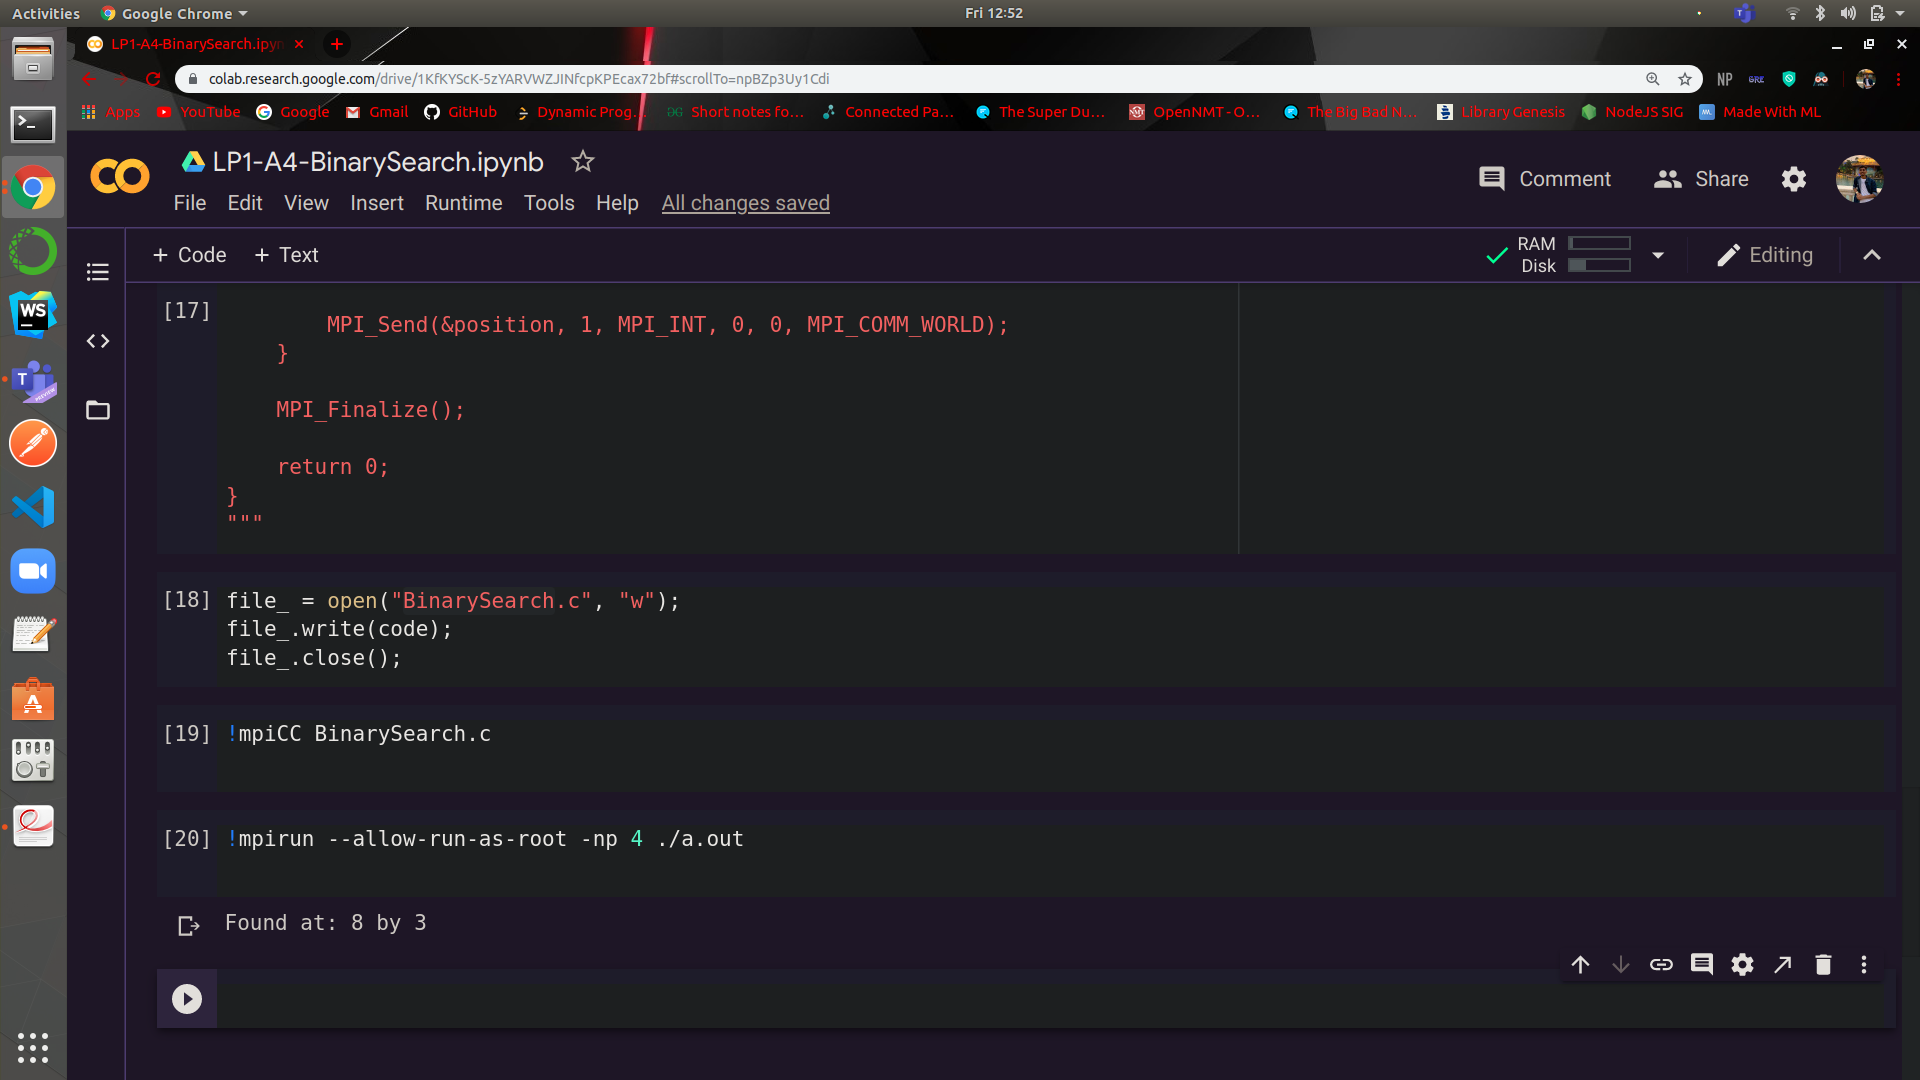 Activities Google Chrome Fri 12:52
LP1-A4-BinarySearch.ipyn
colab.research.google.com/drive/1KfKYScK-5zYARVWZJINfcpKPEcax72bf#scrollTo=npBZp3Uy1Cdi NP GRE
Apps YouTube Google Gmail GitHub Dynamic Prog... Short notes fo... Connected Pa... The Super Du... OpenNMT - O... The Big Bad N... Library Genesis NodeJS SIG Made With ML
LP1-A4-BinarySearch.ipynb
File Edit View Insert Runtime Tools Help All changes saved
Comment Share
+ Code + Text
RAM
Disk
Editing
[17]
MPI_Send(&position, 1, MPI_INT, 0, 0, MPI_COMM_WORLD);
}
MPI_Finalize();
return 0;
}
"""
[18] file_ = open("BinarySearch.c", "w");
file_.write(code);
file_.close();
[19] !mpiCC BinarySearch.c
[20] !mpirun --allow-run-as-root -np 4 ./a.out
Found at: 8 by 3
WS
T
PREVIEW